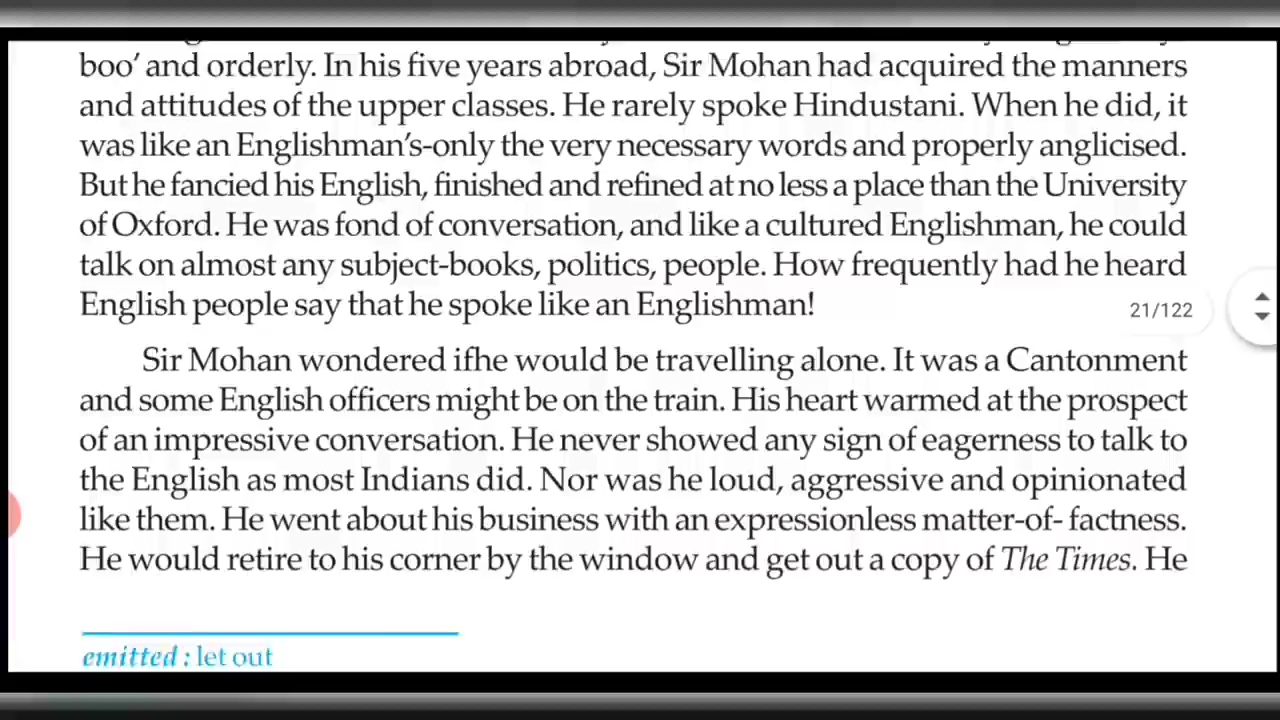 boo' and orderly. In his five years abroad, Sir Mohan had acquired the manners
and attitudes of the upper classes. He rarely spoke Hindustani. When he did, it
was like an Englishman's-only the very necessary words and properly anglicised.
But he fancied his English, finished and refined at no less a place than the University
of Oxford. He was fond of conversation, and like a cultured Englishman, he could
talk on almost any subject-books, politics, people. How frequently had he heard
English people say that he spoke like an Englishman!
21/122
Sir Mohan wondered ifhe would be travelling alone. It was a Cantonment
and some English officers might be on the train. His heart warmed at the prospect
of an impressive conversation. He never showed any sign of eagerness to talk to
the English as most Indians did. Nor was he loud, aggressive and opinionated
like them. He went about his business with an expressionless matter-of- factness.
He would retire to his corner by the window and get out a copy of The Times. He
emitted : let out